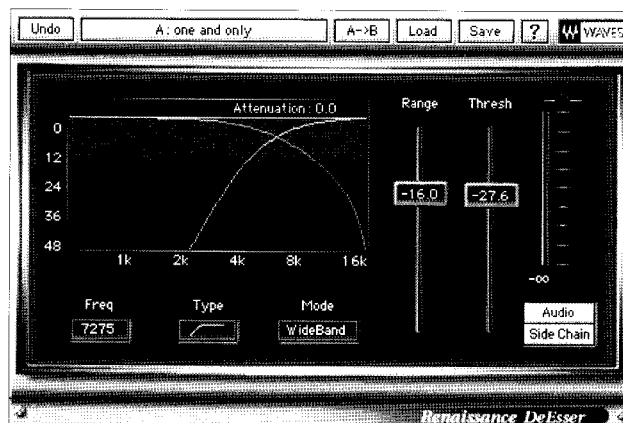 Undo
A: one and only
A->B
Load
Save
?
WAVES
Attenuation: 0.0
Range
Thresh
0
12
24
36
48
1k
2k
4k
8k
16k
-16.0
-27.6
-∞
Freq
Type
Mode
7275
WideBand
Audio
Side Chain
Renaissance DeEsser